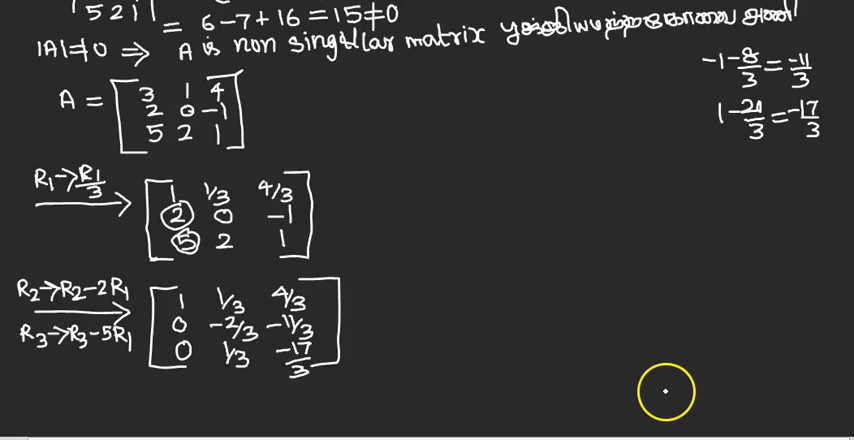 5 2 1
= 6-7+16 = 15 ≠ 0
|A| ≠ 0 ⇒ A is non singular matrix
-1 - 8/3 = -11/3
1 - 20/3 = -17/3
A = [ 3 1 4
2 0 -1
5 2 1 ]
R₁→R₁/3
1 1/3 4/3
2 0 -1
5 2 1
R₂→R₂-2R₁
R₃→R₃-5R₁
1 1/3 4/3
0 -2/3 -11/3
0 1/3 -17/3